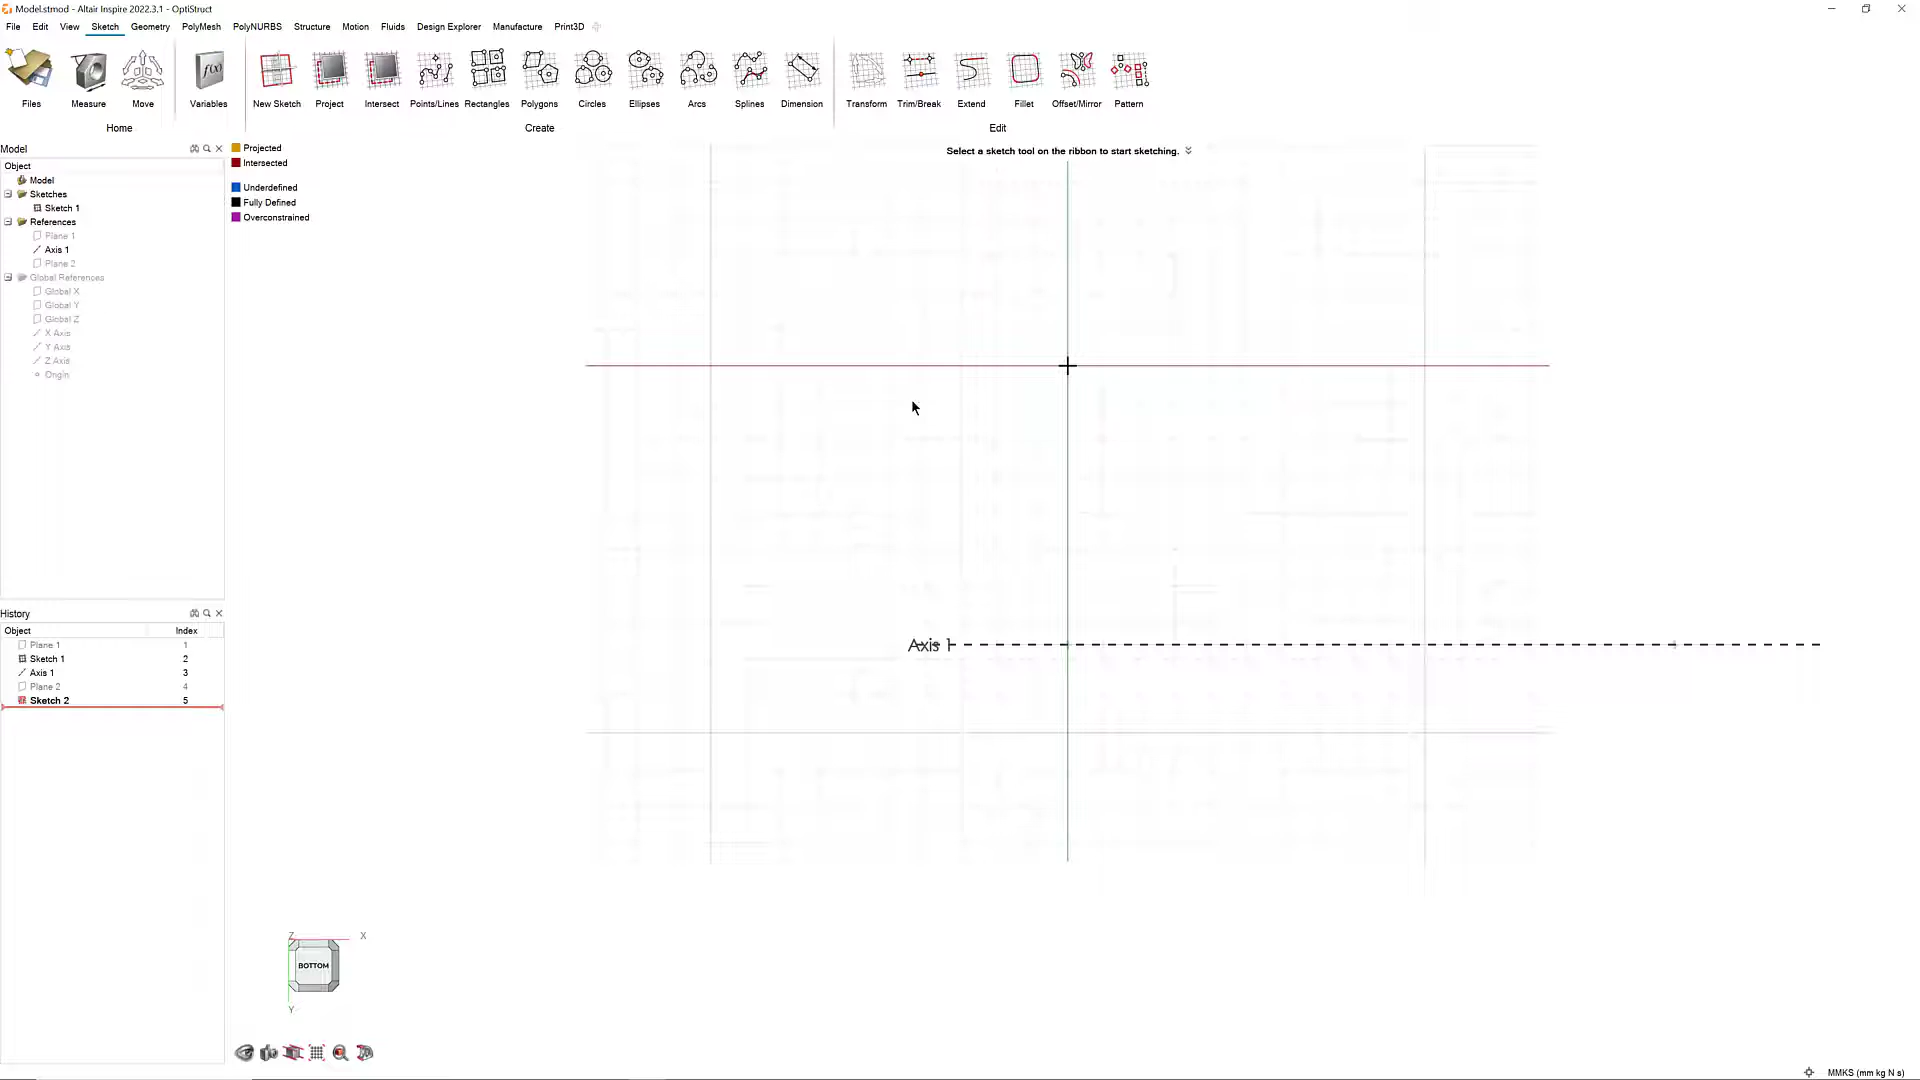 Model.stmod - Altair Inspire 2022.3.1 - OptiStruct
File Edit View Sketch Geometry PolyMesh PolyNURBS Structure Motion Fluids Design Explorer Manufacture Print3D
f(x)
Files Measure Move Variables New Sketch Project Intersect Points/Lines Rectangles Polygons Circles Ellipses Arcs Splines Dimension Transform Trim/Break Extend Fillet Offset/Mirror Pattern
Home Create Edit
Model
Object
Model
Sketches
Sketch 1
References
Plane 1
Axis 1
Plane 2
Global References
Global X
Global Y
Global Z
X Axis
Y Axis
Z Axis
Origin
Projected
Intersected
Underdefined
Fully Defined
Overconstrained
Select a sketch tool on the ribbon to start sketching.
Axis 1
History
Object Index
Plane 1 1
Sketch 1 2
Axis 1 3
Plane 2 4
Sketch 2 5
Z X
BOTTOM
Y
MMKS (mm kg N s)